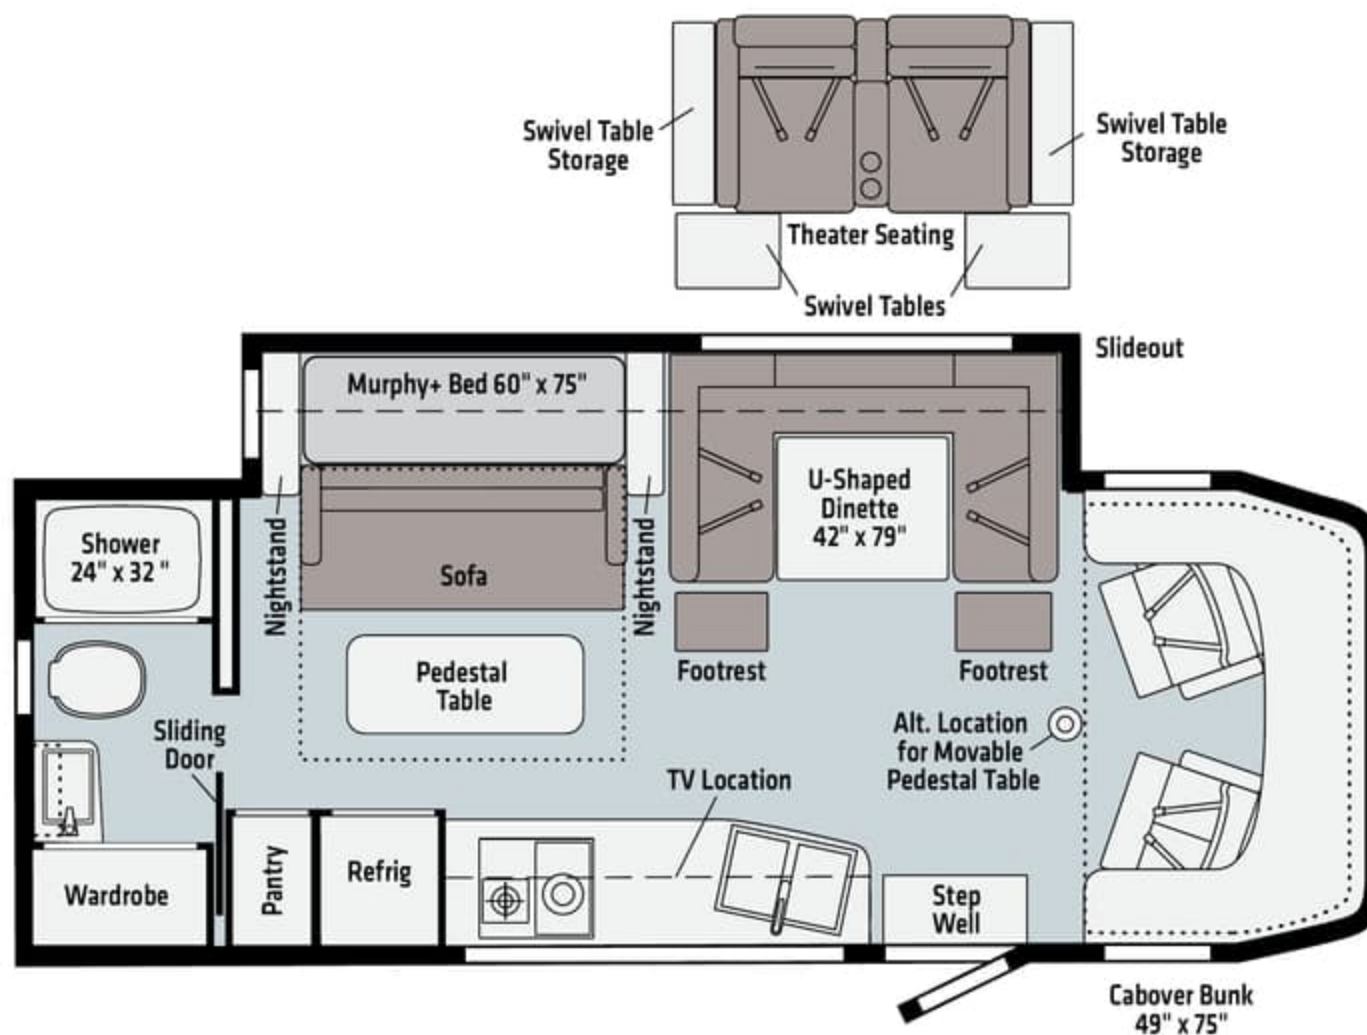 Swivel Table
Storage
Swivel Table
Storage
Theater Seating
Swivel Tables
Slideout
Murphy+ Bed 60" x 75"
U-Shaped
Dinette
42" x 79"
Shower
24" x 32 "
Nightstand
Sofa
Nightstand
Pedestal
Table
Footrest
Footrest
Sliding
Door
Alt. Location
for Movable
Pedestal Table
TV Location
Wardrobe
Pantry
Refrig
Step
Well
Cabover Bunk
49" x 75"